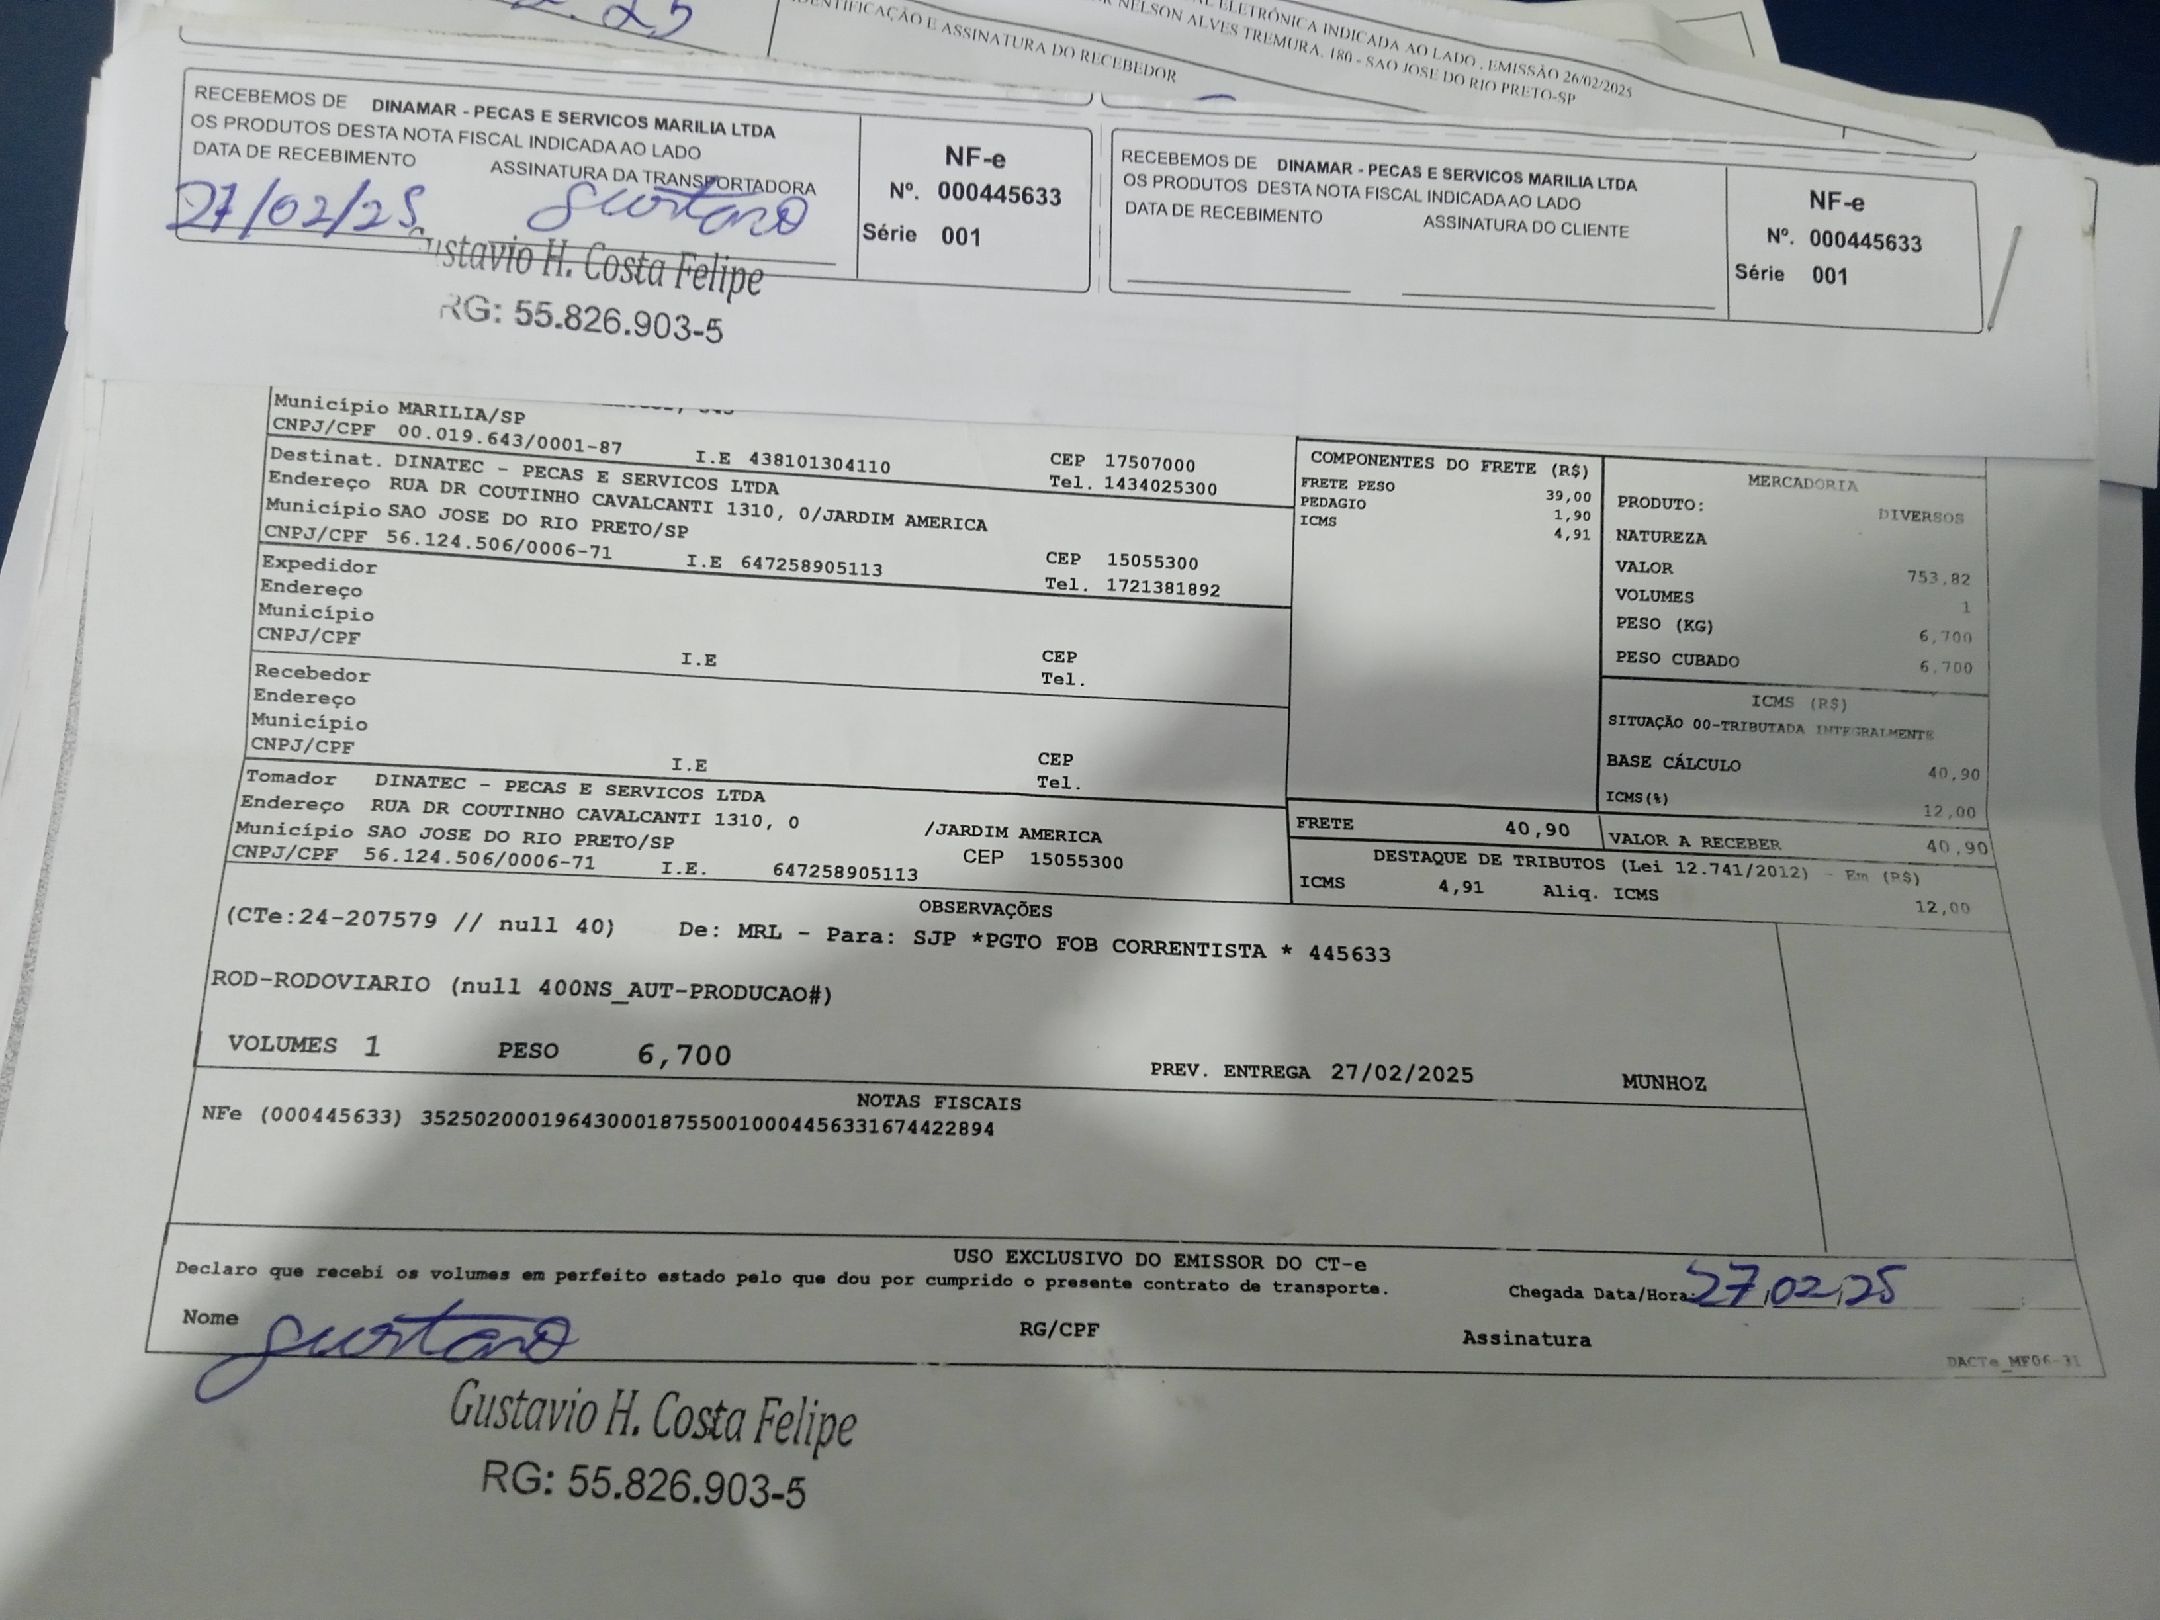 25
IDENTIFICAÇÃO E ASSINATURA DO RECEBEDOR
ELETRÔNICA INDICADA AO LADO . EMISSÃO 26/02/2025
NELSON ALVES TREMURA, 180 - SAO JOSE DO RIO PRETO-SP
RECEBEMOS DE DINAMAR - PECAS E SERVICOS MARILIA LTDA
OS PRODUTOS DESTA NOTA FISCAL INDICADA AO LADO
DATA DE RECEBIMENTO ASSINATURA DA TRANSPORTADORA
27/02/25 Gustavo
NF-e
Nº. 000445633
Série 001
Gustavio H. Costa Felipe
RG: 55.826.903-5
RECEBEMOS DE DINAMAR - PECAS E SERVICOS MARILIA LTDA
OS PRODUTOS DESTA NOTA FISCAL INDICADA AO LADO
DATA DE RECEBIMENTO ASSINATURA DO CLIENTE
NF-e
Nº. 000445633
Série 001
Município MARILIA/SP
CNPJ/CPF 00.019.643/0001-87 I.E 438101304110 CEP 17507000
Tel. 1434025300
Destinat. DINATEC - PECAS E SERVICOS LTDA
Endereço RUA DR COUTINHO CAVALCANTI 1310, 0/JARDIM AMERICA
Município SAO JOSE DO RIO PRETO/SP CEP 15055300
CNPJ/CPF 56.124.506/0006-71 I.E 647258905113 Tel. 1721381892
Expedidor
Endereço
Município CEP
CNPJ/CPF I.E Tel.
Recebedor
Endereço
Município CEP
CNPJ/CPF I.E Tel.
Tomador DINATEC - PECAS E SERVICOS LTDA
Endereço RUA DR COUTINHO CAVALCANTI 1310, 0 /JARDIM AMERICA
Município SAO JOSE DO RIO PRETO/SP CEP 15055300
CNPJ/CPF 56.124.506/0006-71 I.E. 647258905113
COMPONENTES DO FRETE (R$)
FRETE PESO 39,00
PEDAGIO 1,90
ICMS 4,91
MERCADORIA
PRODUTO: DIVERSOS
NATUREZA
VALOR 753,82
VOLUMES 1
PESO (KG) 6,700
PESO CUBADO 6,700
ICMS (R$)
SITUAÇÃO 00-TRIBUTADA INTEGRALMENTE
BASE CÁLCULO 40,90
ICMS(%) 12,00
FRETE 40,90 VALOR A RECEBER 40,90
DESTAQUE DE TRIBUTOS (Lei 12.741/2012) - Em (R$)
ICMS 4,91 Aliq. ICMS 12,00
OBSERVAÇÕES
(CTe:24-207579 // null 40) De: MRL - Para: SJP *PGTO FOB CORRENTISTA * 445633
ROD-RODOVIARIO (null 400NS_AUT-PRODUCAO#)
VOLUMES 1 PESO 6,700 PREV. ENTREGA 27/02/2025 MUNHOZ
NOTAS FISCAIS
NFe (000445633) 35250200019643000187550010004456331674422894
USO EXCLUSIVO DO EMISSOR DO CT-e
Declaro que recebi os volumes em perfeito estado pelo que dou por cumprido o presente contrato de transporte. Chegada Data/Hora: 27,02,25
Nome Gustavo RG/CPF Assinatura
DACTe_MF06-31
Gustavio H. Costa Felipe
RG: 55.826.903-5